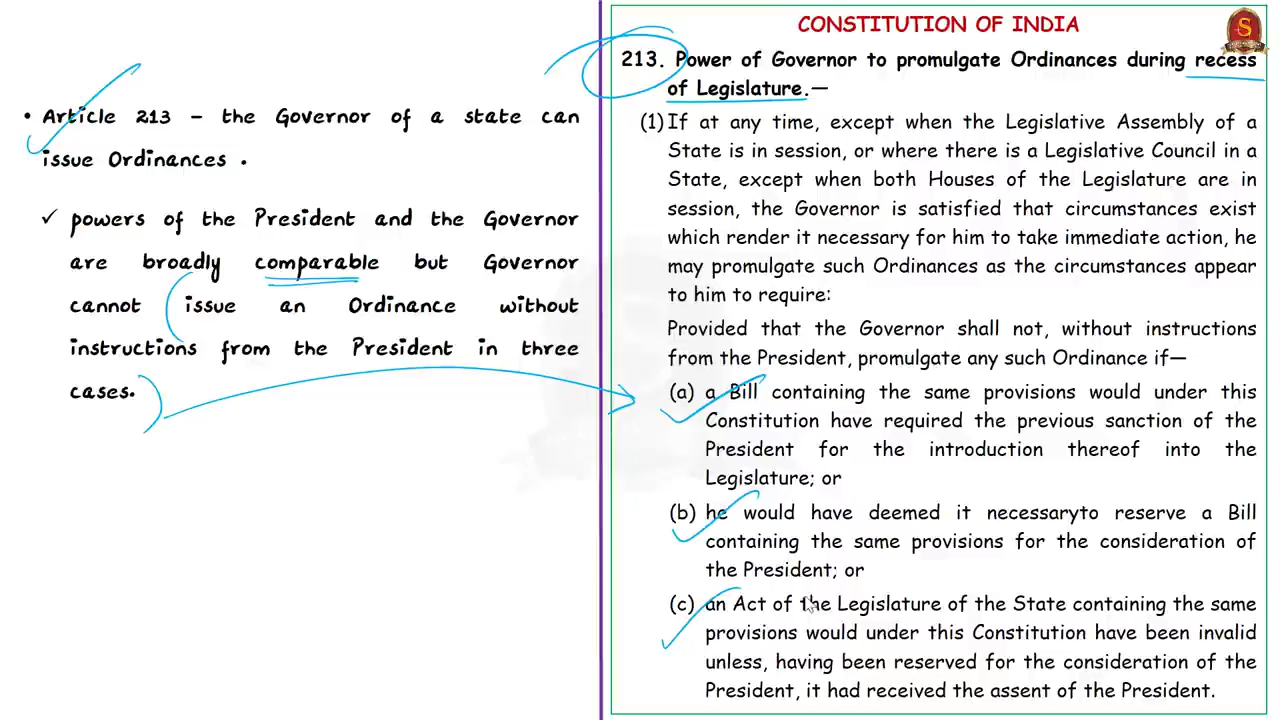 • Article 213 – the Governor of a state can
issue Ordinances .
✓ powers of the President and the Governor
are broadly comparable but Governor
cannot issue an Ordinance without
instructions from the President in three
cases.
CONSTITUTION OF INDIA
S
213. Power of Governor to promulgate Ordinances during recess
of Legislature.—
(1) If at any time, except when the Legislative Assembly of a
State is in session, or where there is a Legislative Council in a
State, except when both Houses of the Legislature are in
session, the Governor is satisfied that circumstances exist
which render it necessary for him to take immediate action, he
may promulgate such Ordinances as the circumstances appear
to him to require:
Provided that the Governor shall not, without instructions
from the President, promulgate any such Ordinance if—
(a) a Bill containing the same provisions would under this
Constitution have required the previous sanction of the
President for the introduction thereof into the
Legislature; or
(b) he would have deemed it necessaryto reserve a Bill
containing the same provisions for the consideration of
the President; or
(c) an Act of the Legislature of the State containing the same
provisions would under this Constitution have been invalid
unless, having been reserved for the consideration of the
President, it had received the assent of the President.